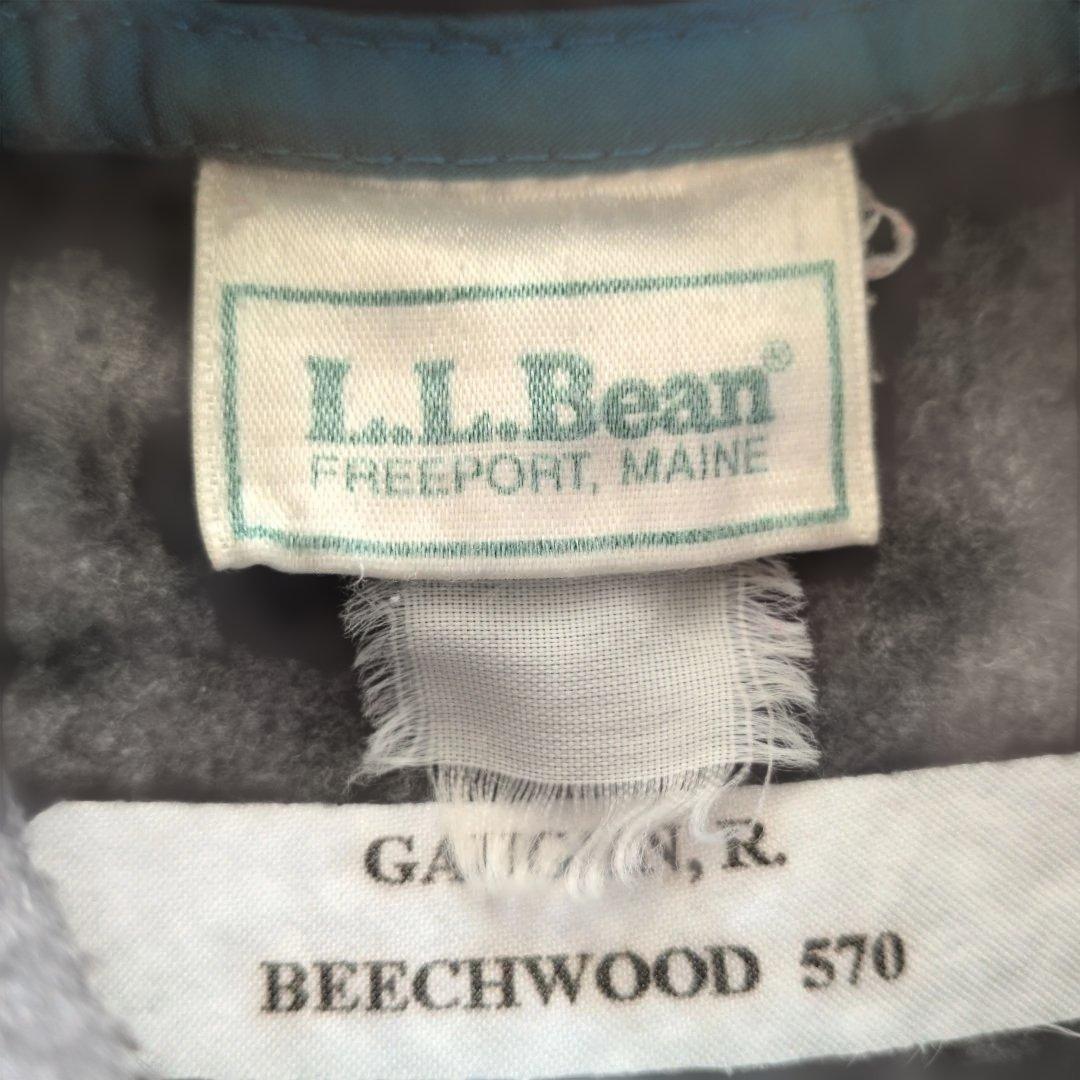 L.L.Bean®
FREEPORT, MAINE
R.
BEECHWOOD 570